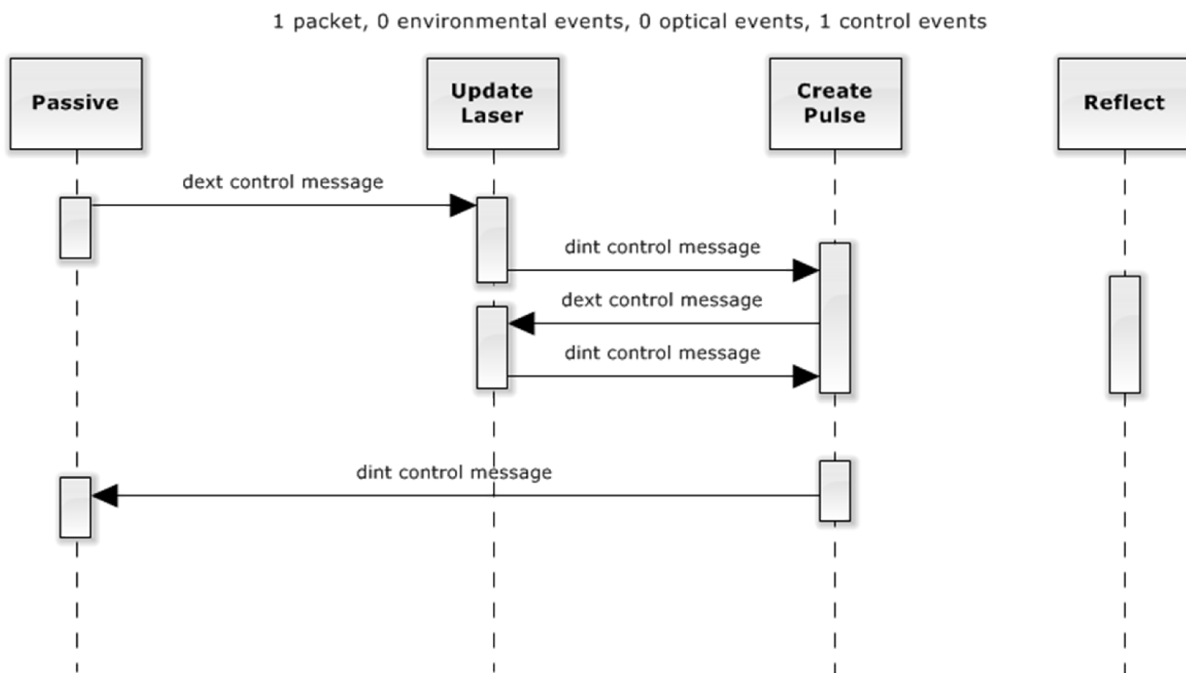 1 packet, 0 environmental events, 0 optical events, 1 control events
Passive
Update
Laser
Create
Pulse
Reflect
dext control message
dint control message
dext control message
dint control message
dint control message